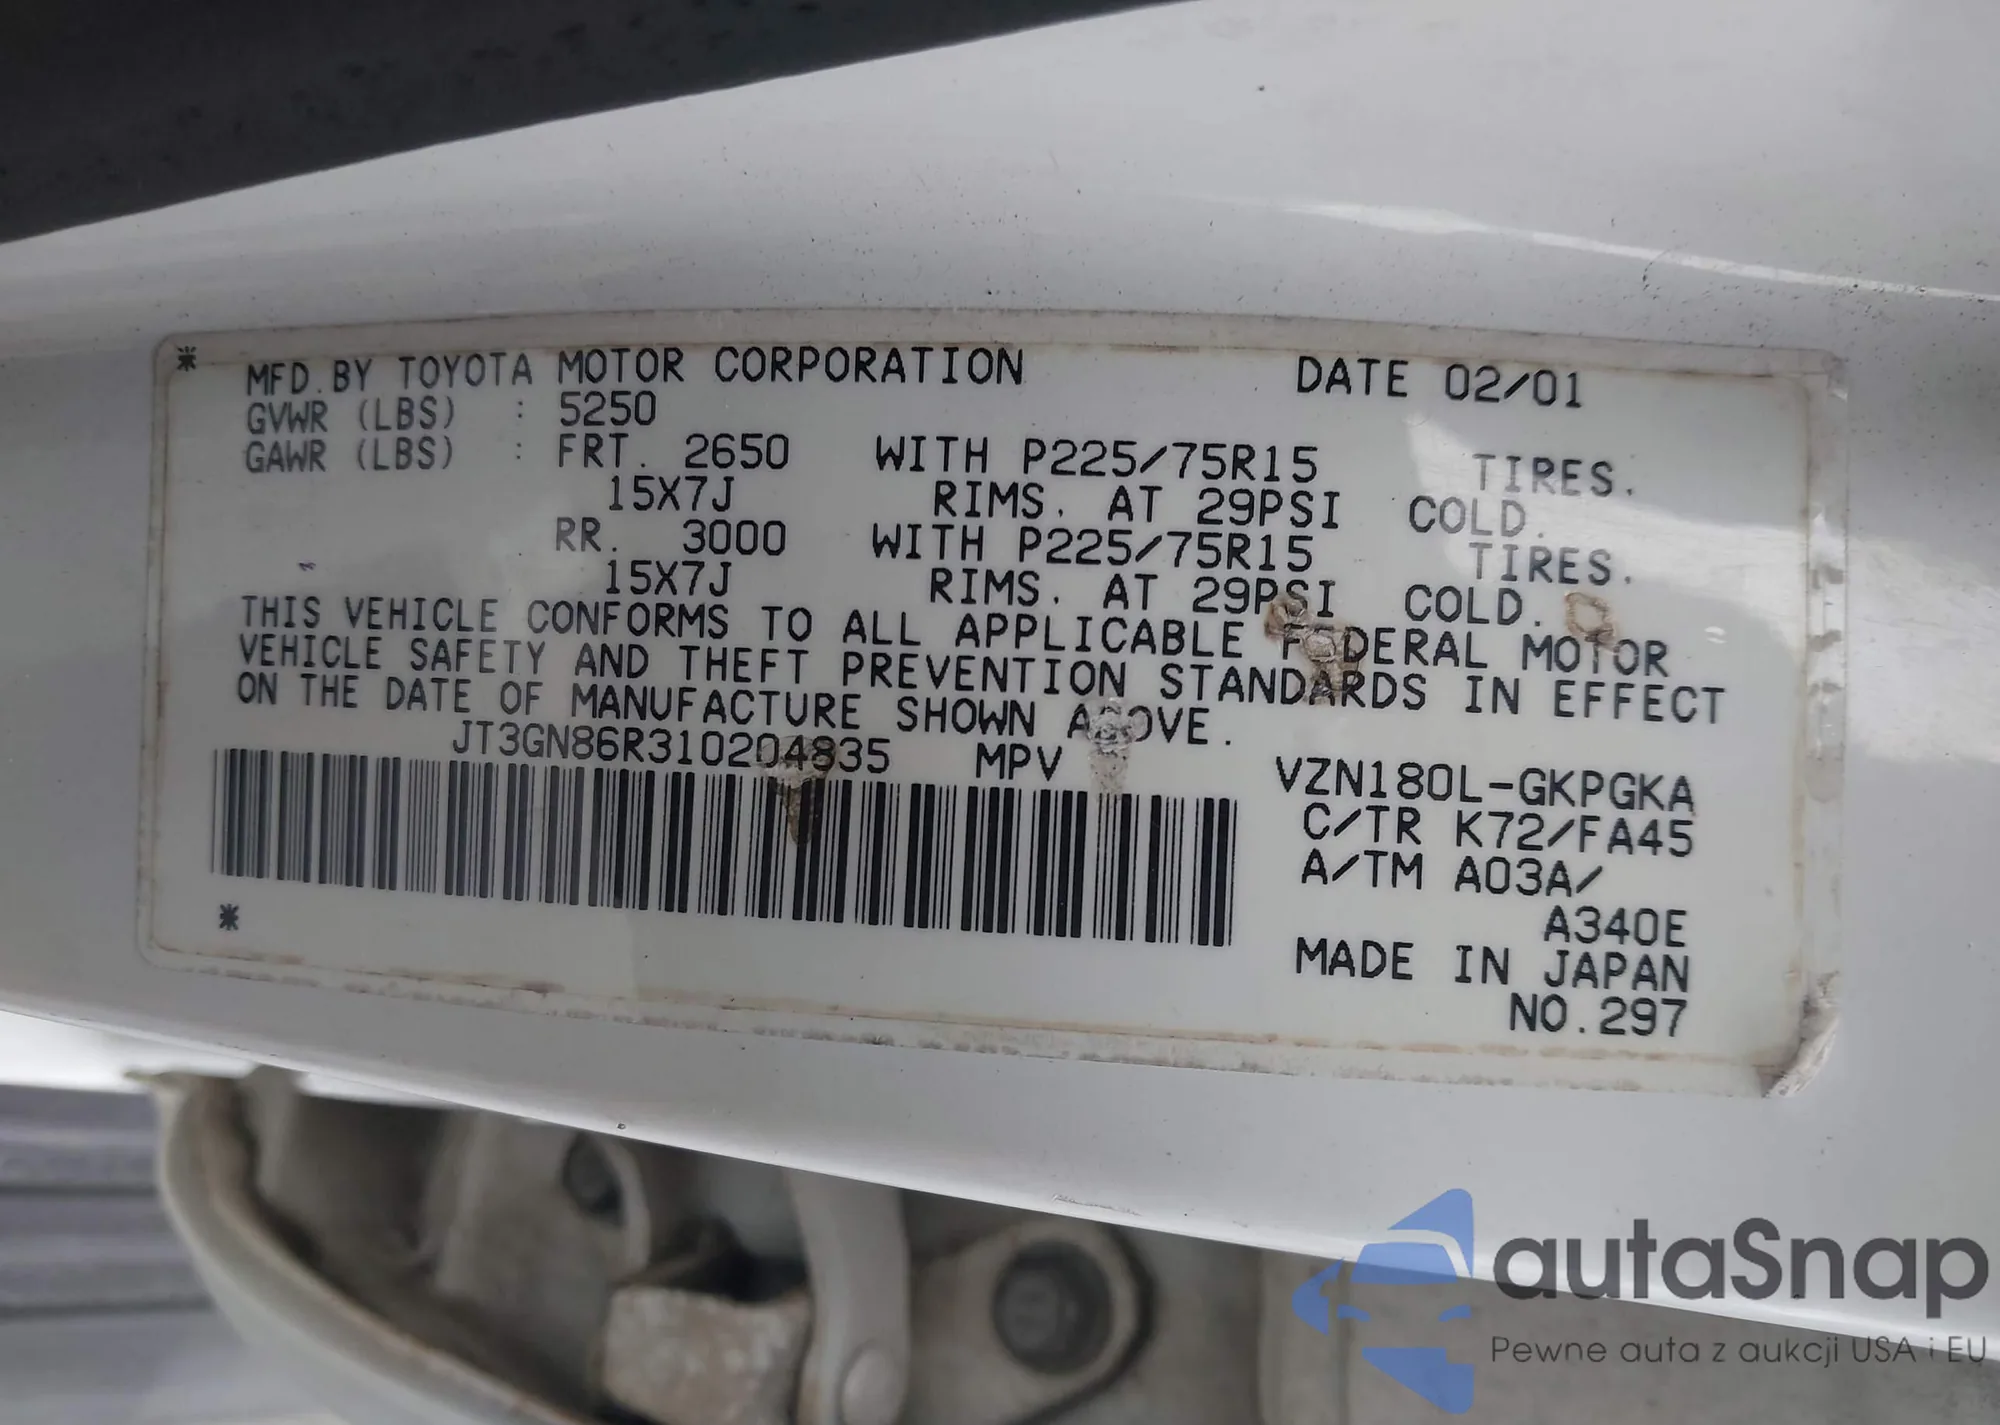 MFD.BY TOYOTA MOTOR CORPORATION DATE 02/01
GVWR (LBS) : 5250
GAWR (LBS) : FRT. 2650 WITH P225/75R15 TIRES.
15X7J RIMS. AT 29PSI COLD.
RR. 3000 WITH P225/75R15 TIRES.
15X7J RIMS. AT 29PSI COLD.
THIS VEHICLE CONFORMS TO ALL APPLICABLE FEDERAL MOTOR
VEHICLE SAFETY AND THEFT PREVENTION STANDARDS IN EFFECT
ON THE DATE OF MANUFACTURE SHOWN ABOVE.
JT3GN86R310204835 MPV
VZN180L-GKPGKA
C/TR K72/FA45
A/TM A03A/
A340E
MADE IN JAPAN
NO.297
autaSnap
Pewne auta z aukcji USA i EU